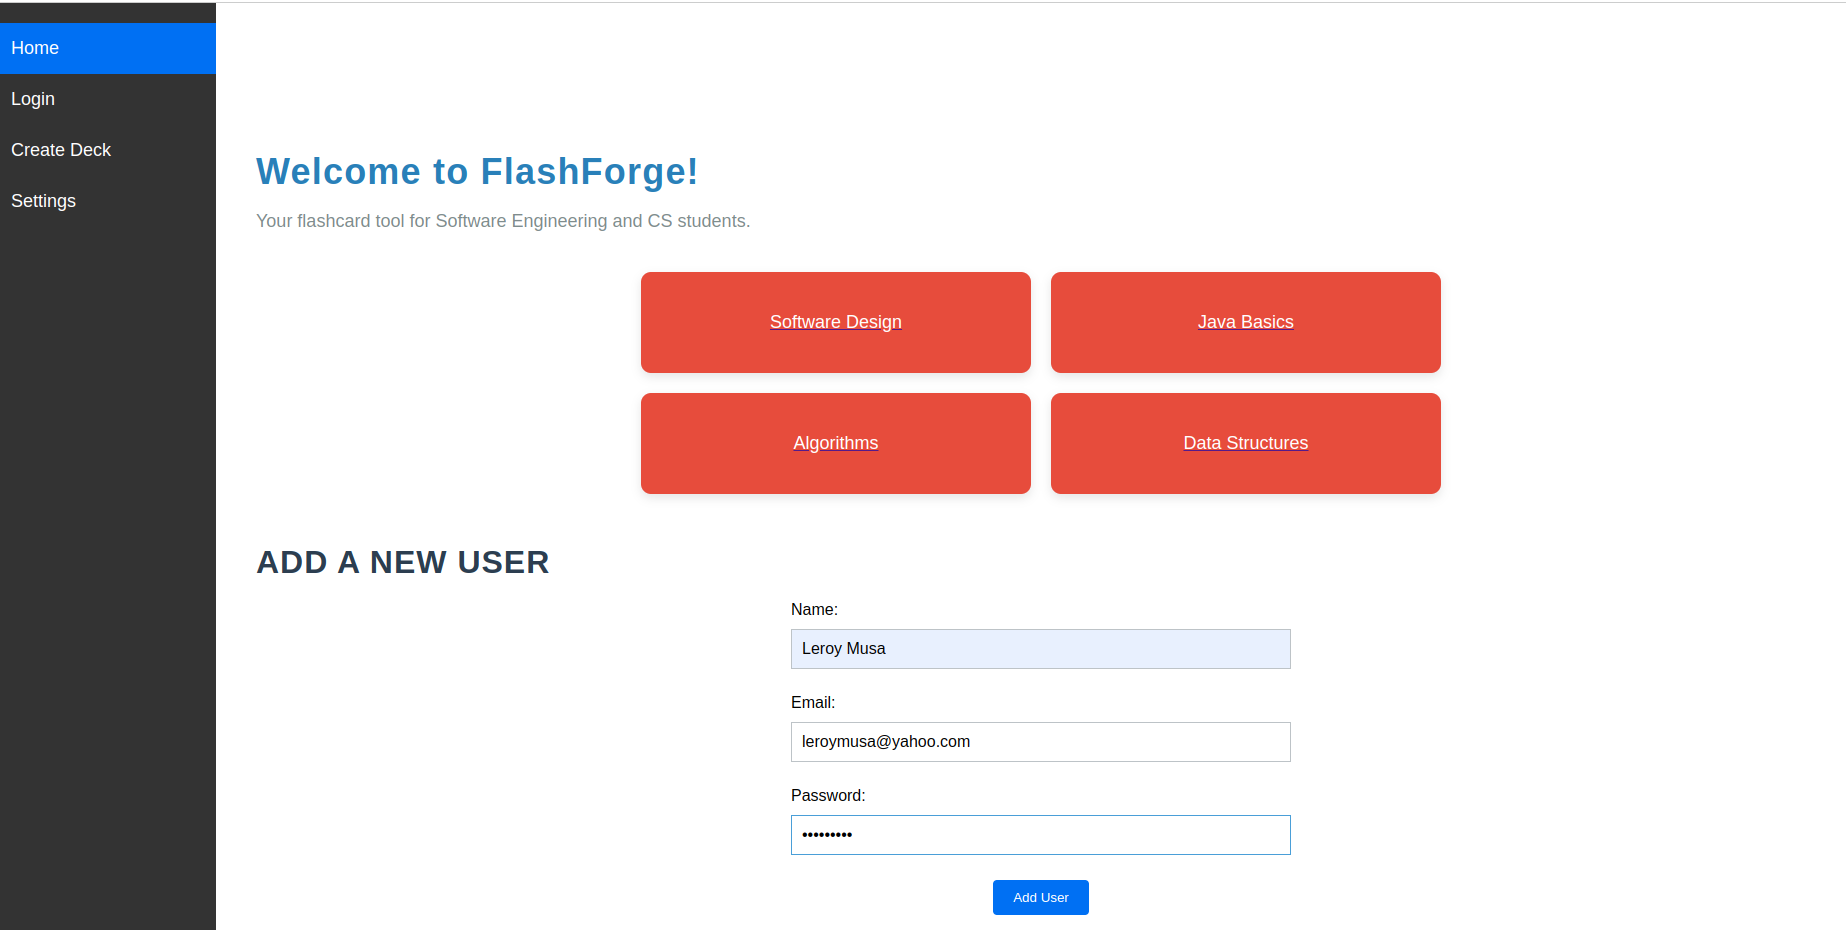 Home
Login
Create Deck
Settings
Welcome to FlashForge!
Your flashcard tool for Software Engineering and CS students.
Software Design
Java Basics
Algorithms
Data Structures
ADD A NEW USER
Name:
Leroy Musa
Email:
leroymusa@yahoo.com
Password:
•••••••••
Add User